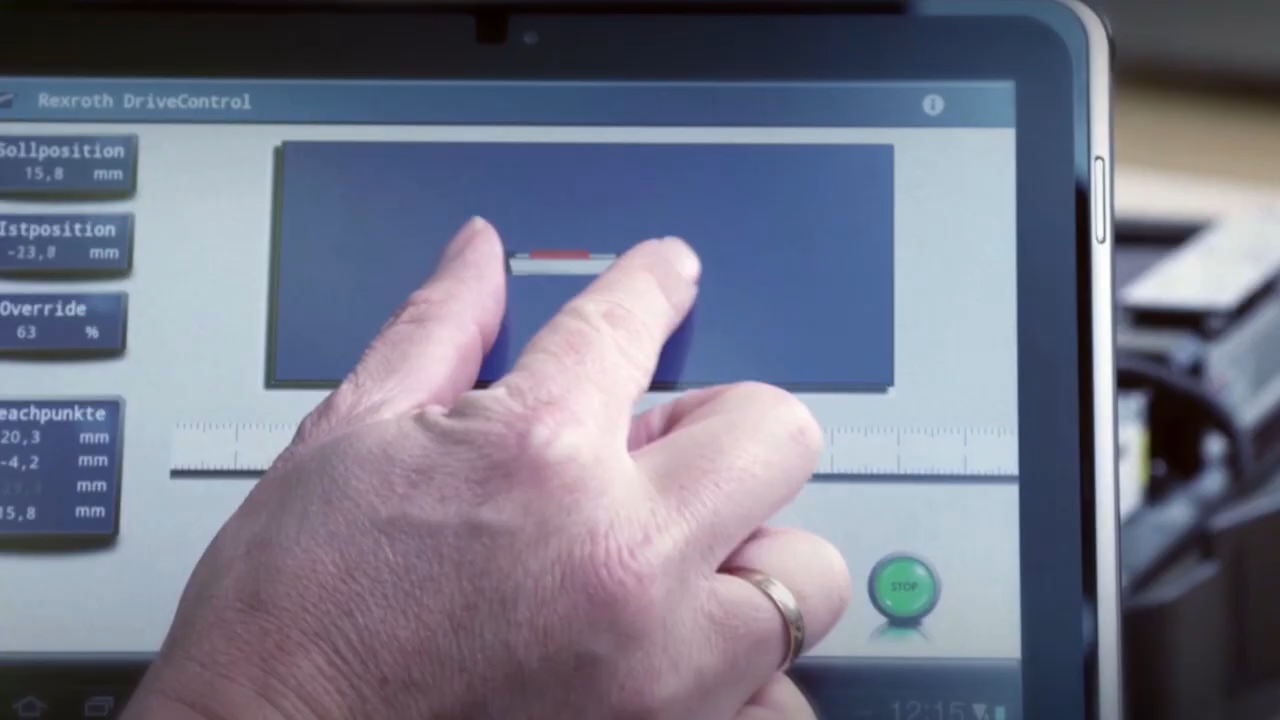 Rexroth DriveControl
Sollposition
15,8 mm
Istposition
-23,8 mm
Override
63 %
eachpunkte
20,3 mm
-4,2 mm
mm
15,8 mm
STOP
12:15